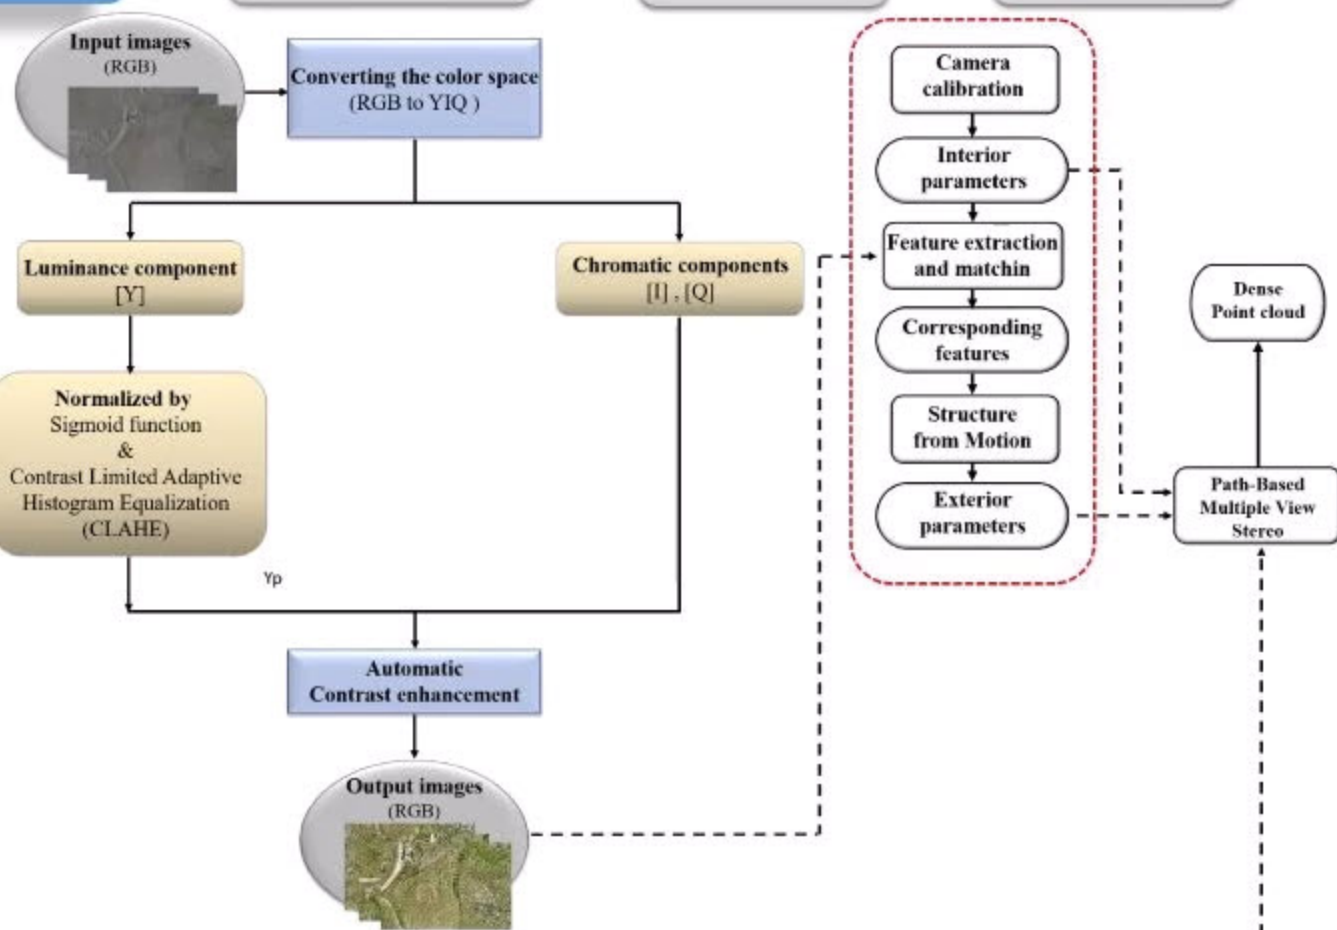 Input images
(RGB)
Converting the color space
(RGB to YIQ )
Luminance component
[Y]
Chromatic components
[I] , [Q]
Normalized by
Sigmoid function
&
Contrast Limited Adaptive
Histogram Equalization
(CLAHE)
Yp
Automatic
Contrast enhancement
Output images
(RGB)
Camera
calibration
Interior
parameters
Feature extraction
and matchin
Corresponding
features
Structure
from Motion
Exterior
parameters
Dense
Point cloud
Path-Based
Multiple View
Stereo